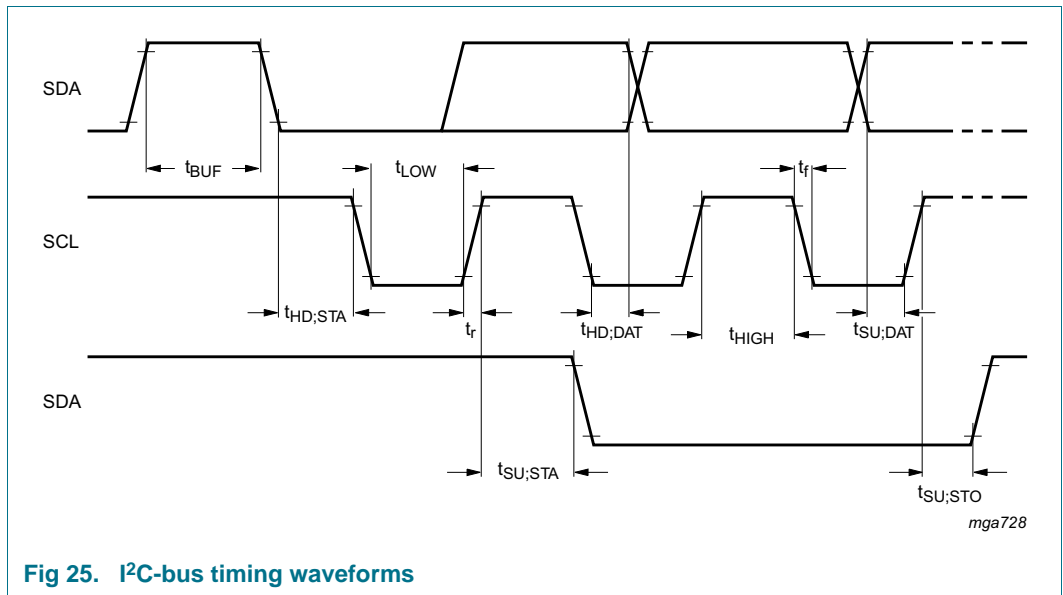 SDA
tBUF
tLOW
tf
SCL
tHD;STA
tr
tHD;DAT
tHIGH
tSU;DAT
SDA
tSU;STA
tSU;STO
mga728
Fig 25. I²C-bus timing waveforms